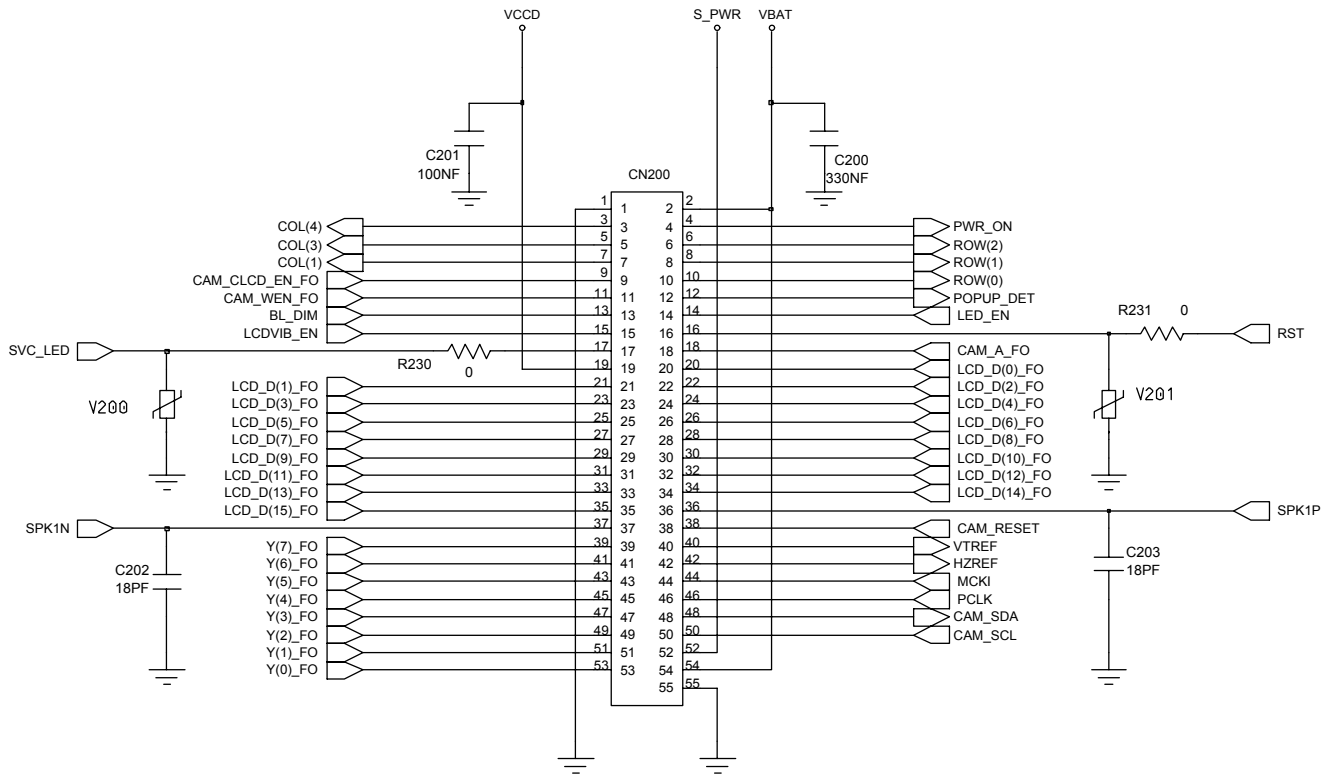 VCCD S_PWR VBAT
C201 C200
100NF 330NF
CN200
1 1 2 2
COL(4) 3 3 4 4 PWR_ON
COL(3) 5 5 6 6 ROW(2)
COL(1) 7 7 8 8 ROW(1)
CAM_CLCD_EN_FO 9 9 10 10 ROW(0)
CAM_WEN_FO 11 11 12 12 POPUP_DET
BL_DIM 13 13 14 14 LED_EN R231 0
LCDVIB_EN 15 15 16 16 RST
SVC_LED 17 17 18 18 CAM_A_FO
R230 0 19 19 20 20 LCD_D(0)_FO
LCD_D(1)_FO 21 21 22 22 LCD_D(2)_FO
V200 LCD_D(3)_FO 23 23 24 24 LCD_D(4)_FO V201
LCD_D(5)_FO 25 25 26 26 LCD_D(6)_FO
LCD_D(7)_FO 27 27 28 28 LCD_D(8)_FO
LCD_D(9)_FO 29 29 30 30 LCD_D(10)_FO
LCD_D(11)_FO 31 31 32 32 LCD_D(12)_FO
LCD_D(13)_FO 33 33 34 34 LCD_D(14)_FO
LCD_D(15)_FO 35 35 36 36 SPK1P
SPK1N 37 37 38 38 CAM_RESET
Y(7)_FO 39 39 40 40 VTREF
C202 Y(6)_FO 41 41 42 42 HZREF C203
18PF Y(5)_FO 43 43 44 44 MCKI 18PF
Y(4)_FO 45 45 46 46 PCLK
Y(3)_FO 47 47 48 48 CAM_SDA
Y(2)_FO 49 49 50 50 CAM_SCL
Y(1)_FO 51 51 52 52
Y(0)_FO 53 53 54 54
55 55